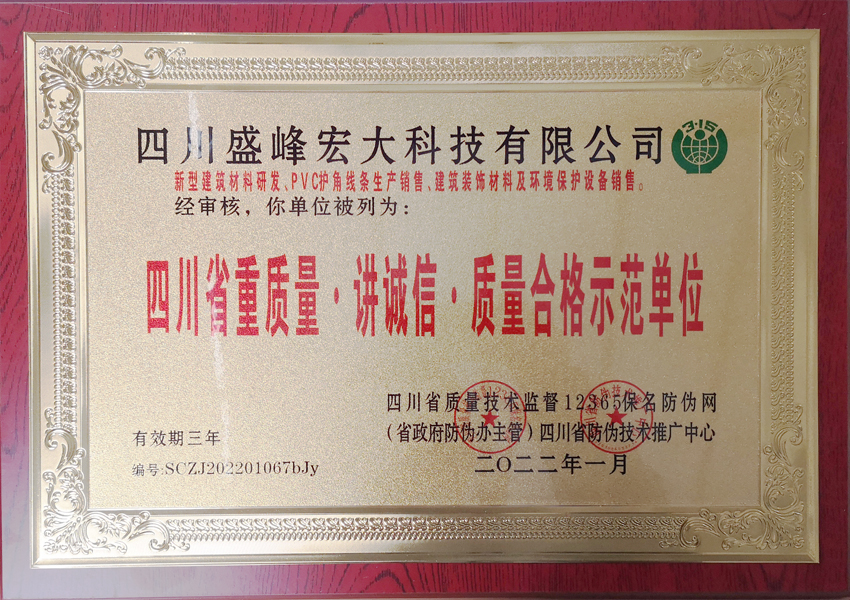 四川盛峰宏大科技有限公司
3·15
新型建筑材料研发、PVC护角线条生产销售、建筑装饰材料及环境保护设备销售。
经审核，你单位被列为：
四川省重质量·讲诚信·质量合格示范单位
四川省质量技术监督12365保名防伪网
(省政府防伪办主管)四川省防伪技术推广中心
二〇二二年一月
有效期三年
编号:SCZJ202201067bJy